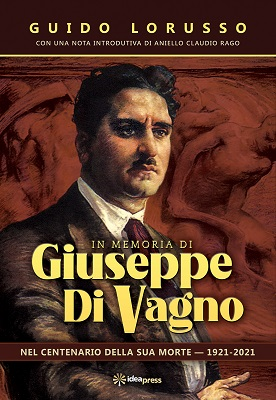 GUIDO LORUSSO
CON UNA NOTA INTRODUTIVA DI ANIELLO CLAUDIO RAGO
IN MEMORIA DI
Giuseppe
Di Vagno
NEL CENTENARIO DELLA SUA MORTE — 1921-2021
ideapress